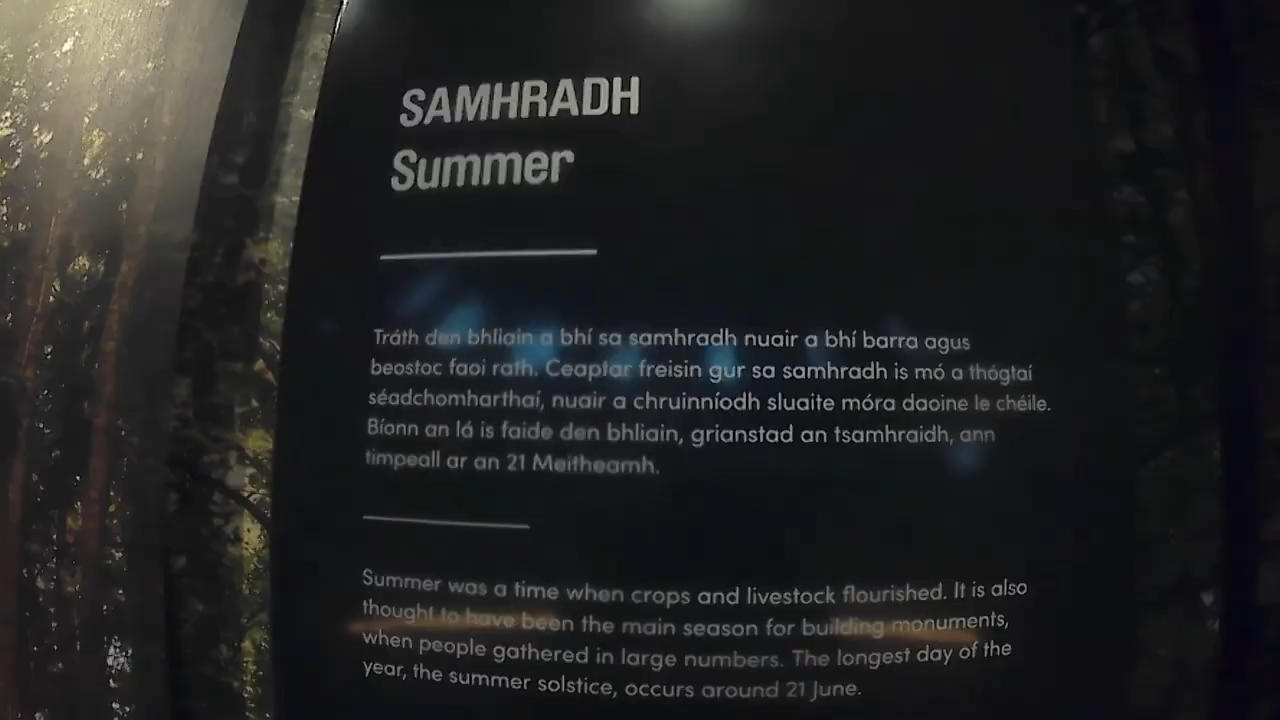 SAMHRADH
Summer
Tráth den bhliain a bhí sa samhradh nuair a bhí barra agus
beostoc faoi rath. Ceaptar freisin gur sa samhradh is mó a thógtaí
séadchomharthaí, nuair a chruinníodh sluaite móra daoine le chéile.
Bíonn an lá is faide den bhliain, grianstad an tsamhraidh, ann
timpeall ar an 21 Meitheamh.
Summer was a time when crops and livestock flourished. It is also
thought to have been the main season for building monuments,
when people gathered in large numbers. The longest day of the
year, the summer solstice, occurs around 21 June.